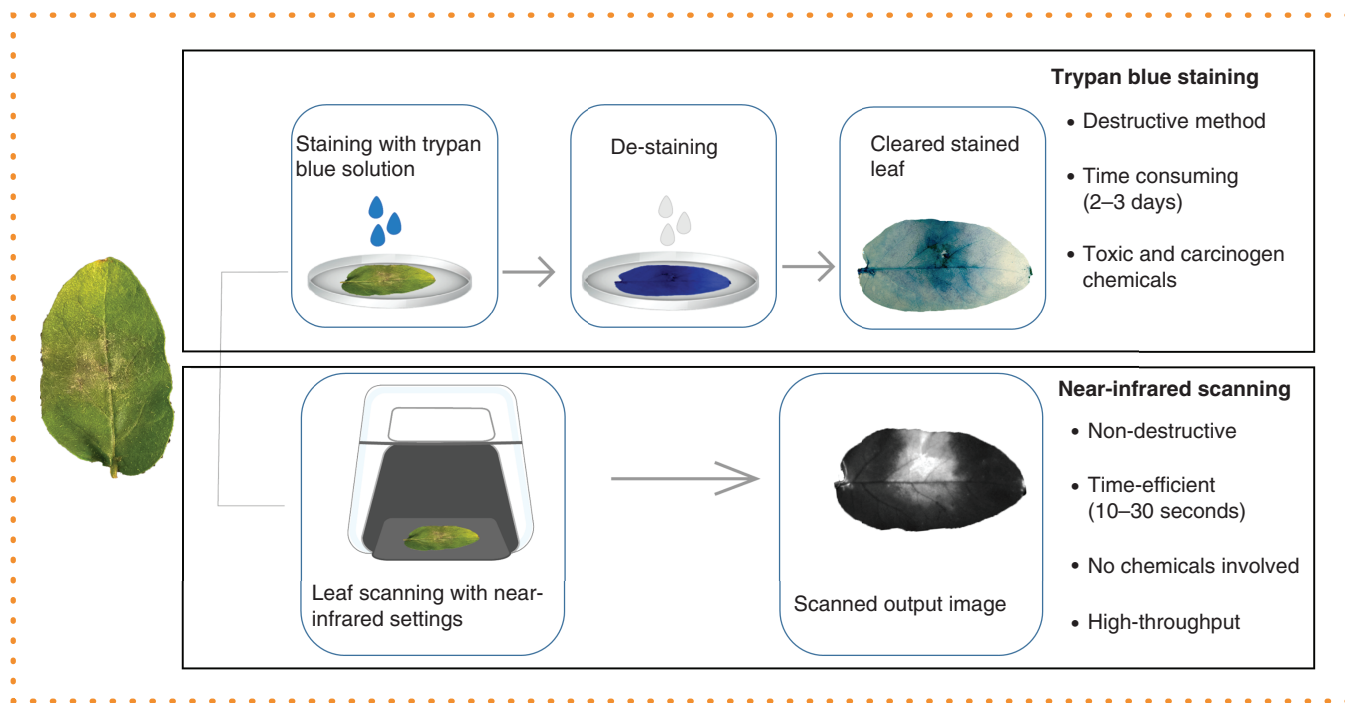 Trypan blue staining
Staining with trypan
blue solution
De-staining
Cleared stained
leaf
• Destructive method
• Time consuming
(2–3 days)
• Toxic and carcinogen
chemicals
Near-infrared scanning
Leaf scanning with near-
infrared settings
Scanned output image
• Non-destructive
• Time-efficient
(10–30 seconds)
• No chemicals involved
• High-throughput